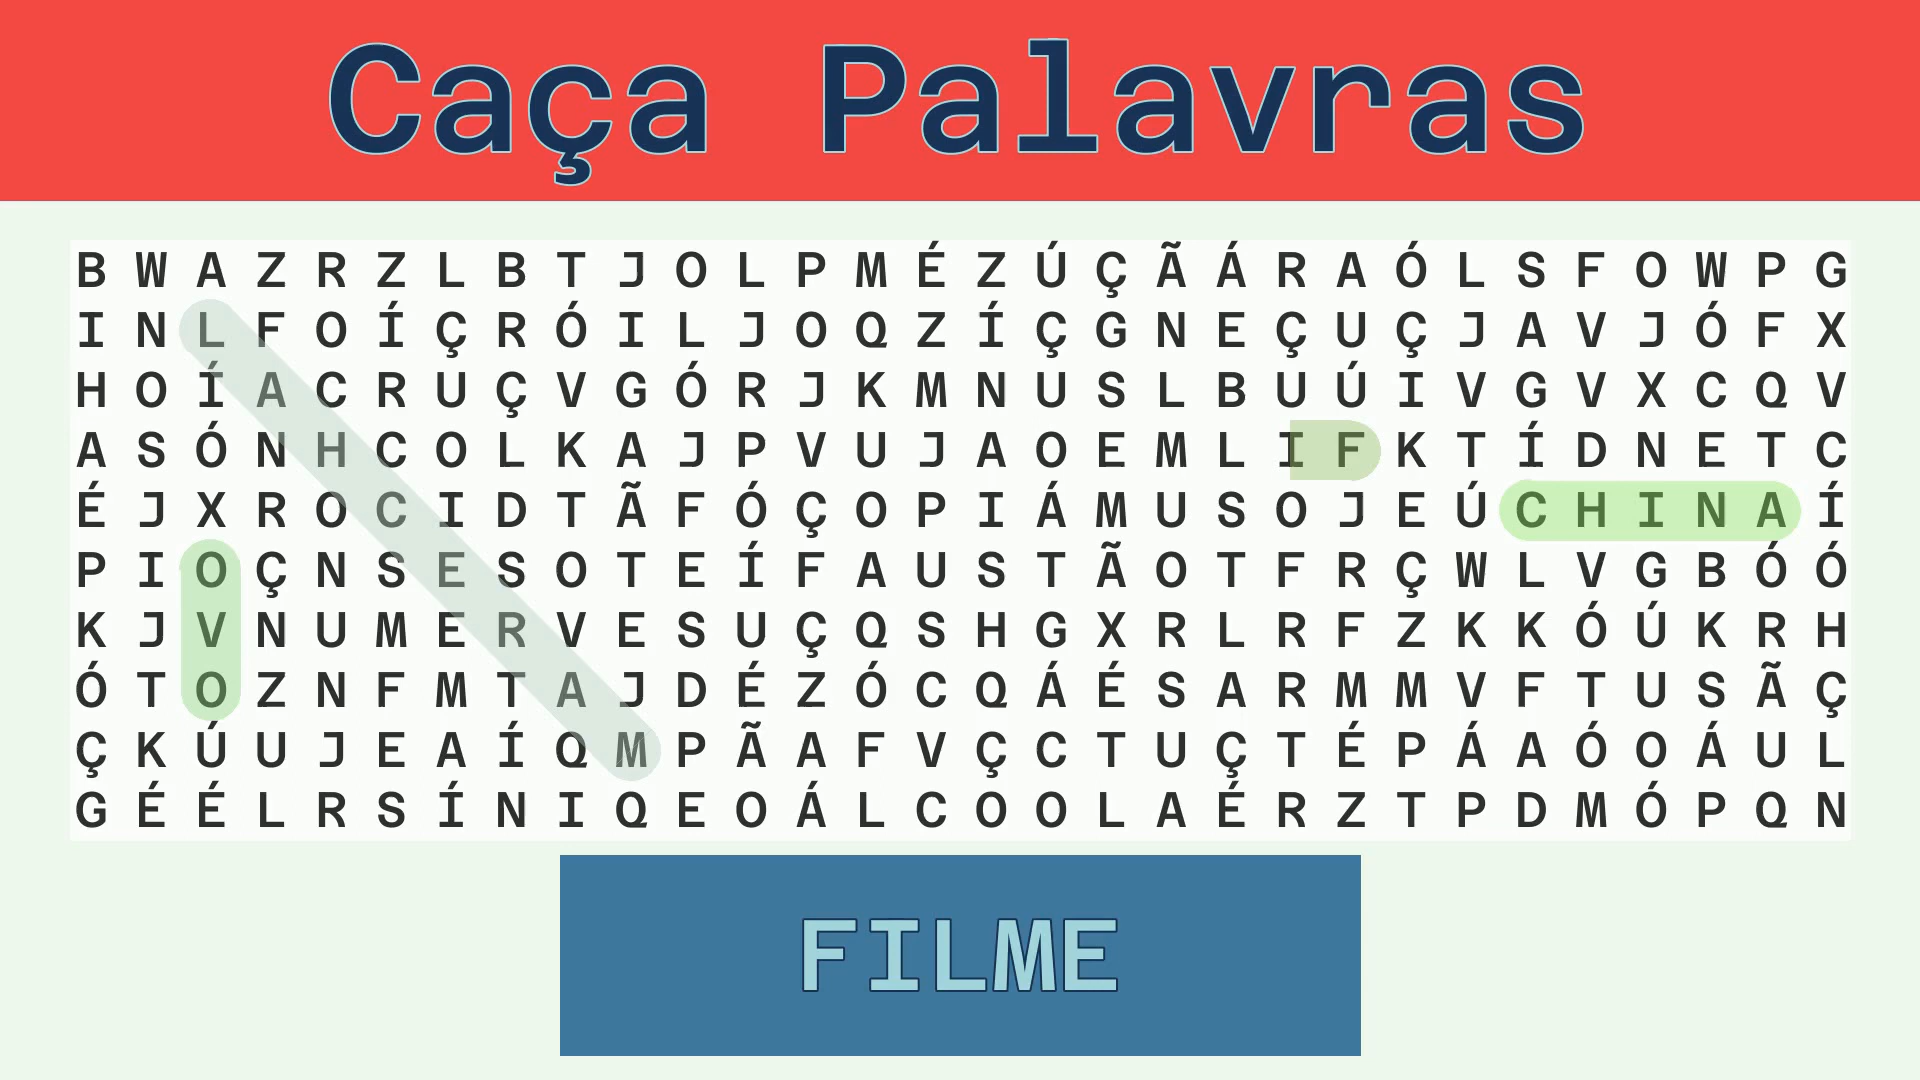 Caça Palavras
B W A Z R Z L B T J O L P M É Z Ú Ç Ã Á R A Ó L S F O W P G
I N L F O Í Ç R Ó I L J O Q Z Í Ç G N E Ç U Ç J A V J Ó F X
H O Í A C R U Ç V G Ó R J K M N U S L B U Ú I V G V X C Q V
A S Ó N H C O L K A J P V U J A O E M L I F K T Í D N E T C
É J X R O C I D T Ã F Ó Ç O P I Á M U S O J E Ú C H I N A Í
P I O Ç N S E S O T E Í F A U S T Ã O T F R Ç W L V G B Ó Ó
K J V N U M E R V E S U Ç Q S H G X R L R F Z K K Ó Ú K R H
Ó T O Z N F M T A J D É Z Ó C Q Á É S A R M M V F T U S Ã Ç
Ç K Ú U J E A Í Q M P Ã A F V Ç C T U Ç T É P Á A Ó O Á U L
G É É L R S Í N I Q E O Á L C O O L A É R Z T P D M Ó P Q N
FILME